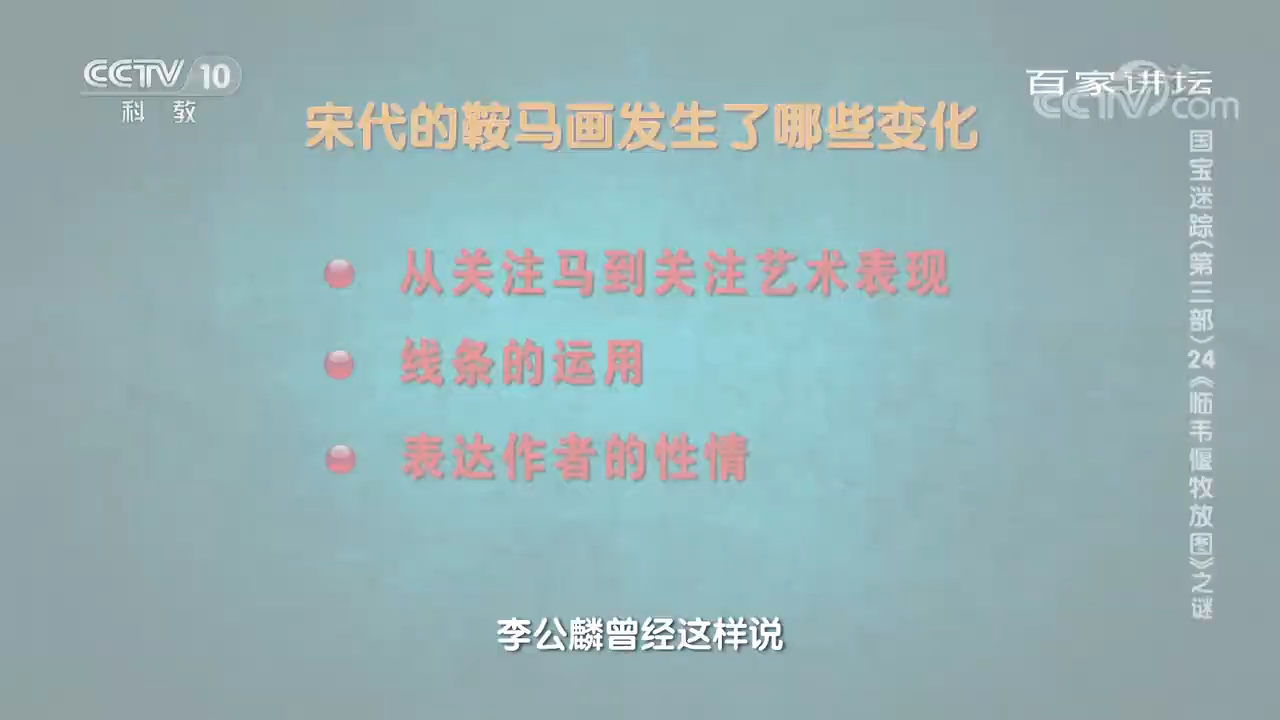 CCTV 10
科教
百家讲坛
CCTV.com
宋代的鞍马画发生了哪些变化
从关注马到关注艺术表现
线条的运用
表达作者的性情
国宝迷踪（第三部）24《师韦偃牧放图》之谜
李公麟曾经这样说